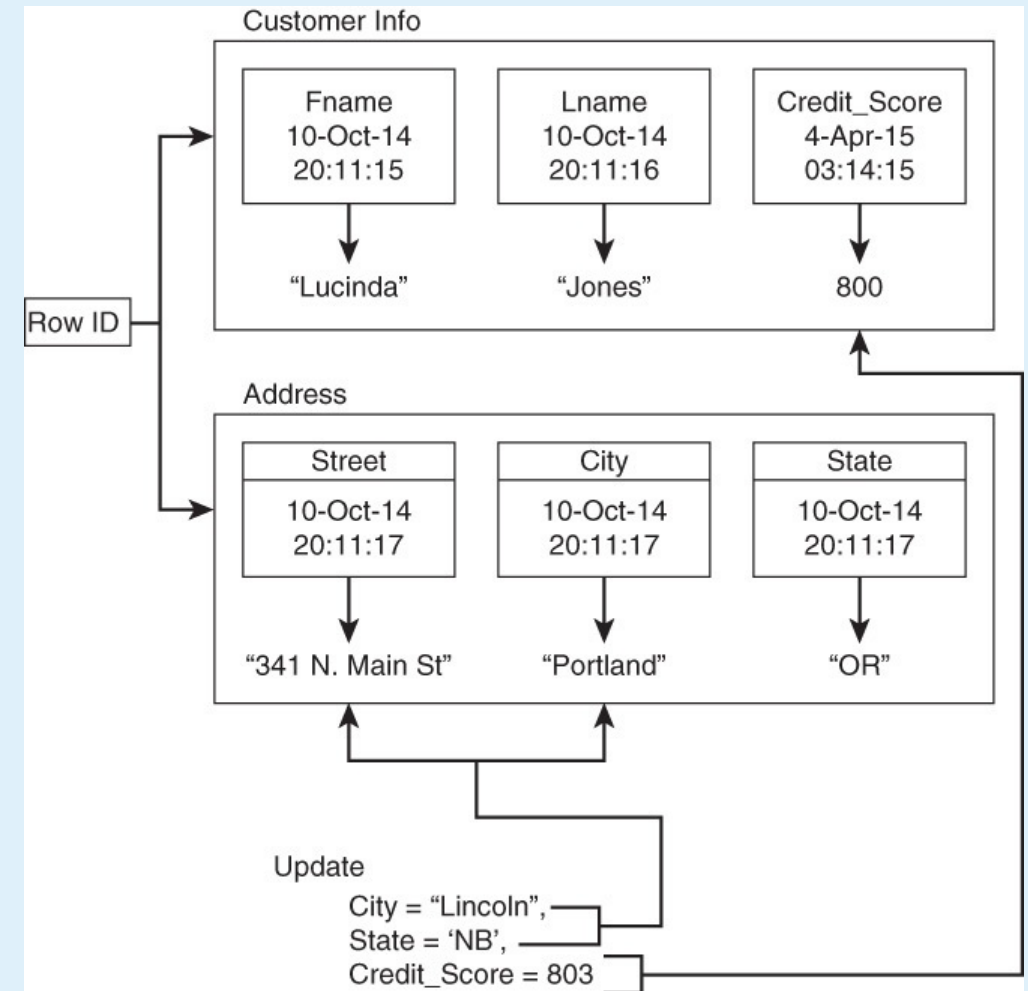 Customer Info
Fname
10-Oct-14
20:11:15
Lname
10-Oct-14
20:11:16
Credit_Score
4-Apr-15
03:14:15
“Lucinda”
“Jones”
800
Row ID
Address
Street
10-Oct-14
20:11:17
City
10-Oct-14
20:11:17
State
10-Oct-14
20:11:17
“341 N. Main St”
“Portland”
“OR”
Update
City = “Lincoln”,
State = ‘NB’,
Credit_Score = 803